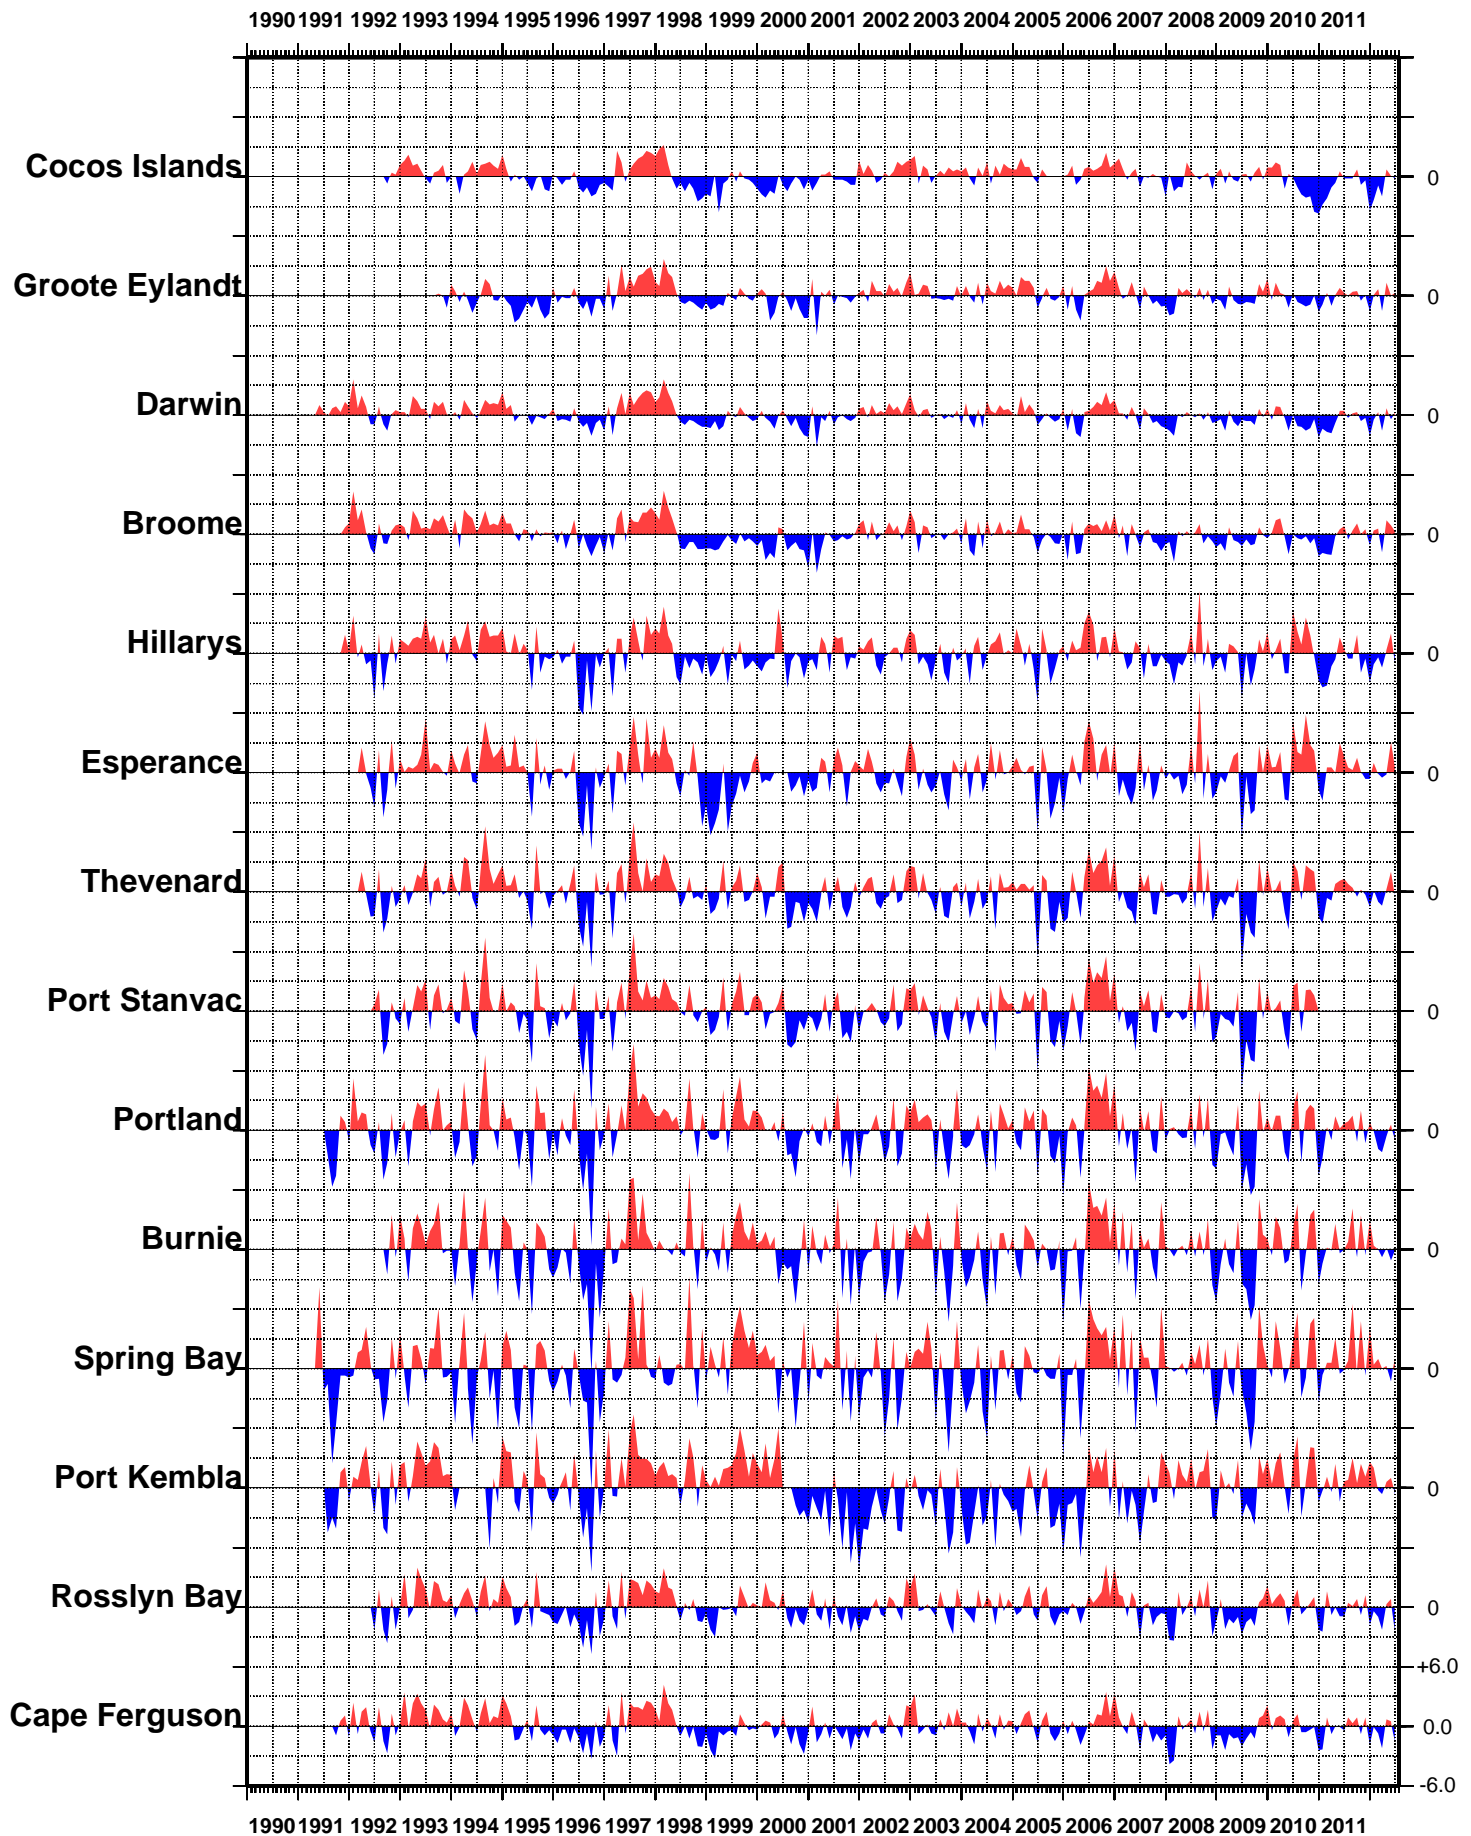 1990 1991 1992 1993 1994 1995 1996 1997 1998 1999 2000 2001 2002 2003 2004 2005 2006 2007 2008 2009 2010 2011
Cocos Islands 0
Groote Eylandt 0
Darwin 0
Broome 0
Hillarys 0
Esperance 0
Thevenard 0
Port Stanvac 0
Portland 0
Burnie 0
Spring Bay 0
Port Kembla 0
Rosslyn Bay 0
+6.0
Cape Ferguson 0.0
-6.0
1990 1991 1992 1993 1994 1995 1996 1997 1998 1999 2000 2001 2002 2003 2004 2005 2006 2007 2008 2009 2010 2011